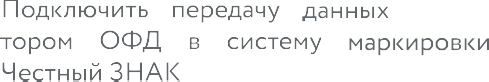 Подключить передачу данных
тором ОФД в систему маркировки
Честный ЗНАК